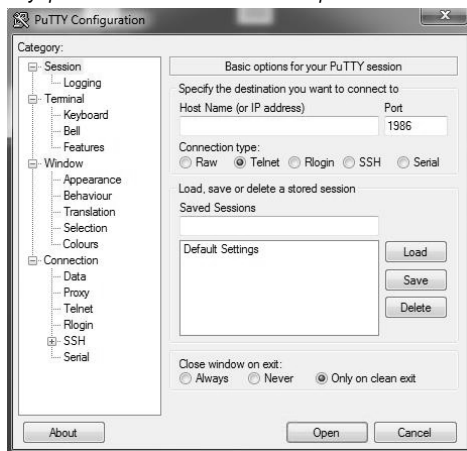 PuTTY Configuration
Category:
Session
Logging
Terminal
Keyboard
Bell
Features
Window
Appearance
Behaviour
Translation
Selection
Colours
Connection
Data
Proxy
Telnet
Rlogin
SSH
Serial
Basic options for your PuTTY session
Specify the destination you want to connect to
Host Name (or IP address) Port
1986
Connection type:
Raw Telnet Rlogin SSH Serial
Load, save or delete a stored session
Saved Sessions
Default Settings
Load
Save
Delete
Close window on exit:
Always Never Only on clean exit
About Open Cancel